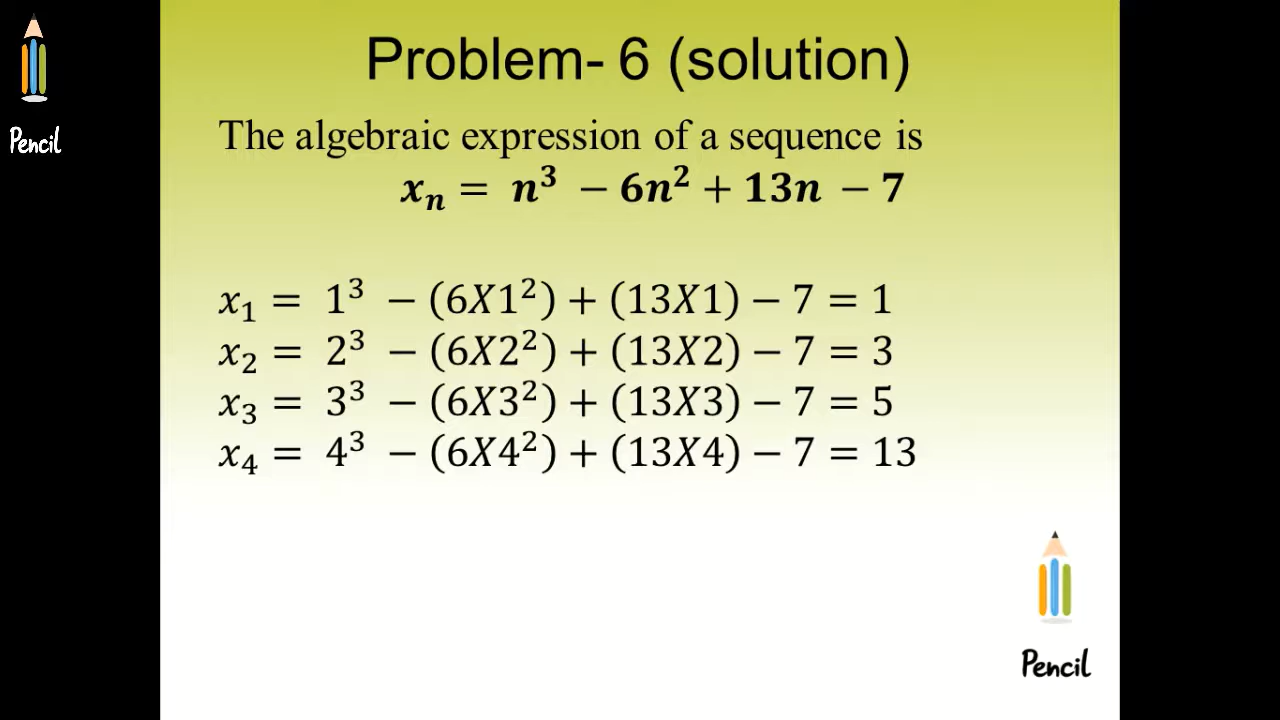 Pencil
Problem- 6 (solution)
The algebraic expression of a sequence is
xₙ = n³ − 6n² + 13n − 7
x₁ = 1³ − (6X1²) + (13X1) − 7 = 1
x₂ = 2³ − (6X2²) + (13X2) − 7 = 3
x₃ = 3³ − (6X3²) + (13X3) − 7 = 5
x₄ = 4³ − (6X4²) + (13X4) − 7 = 13
Pencil